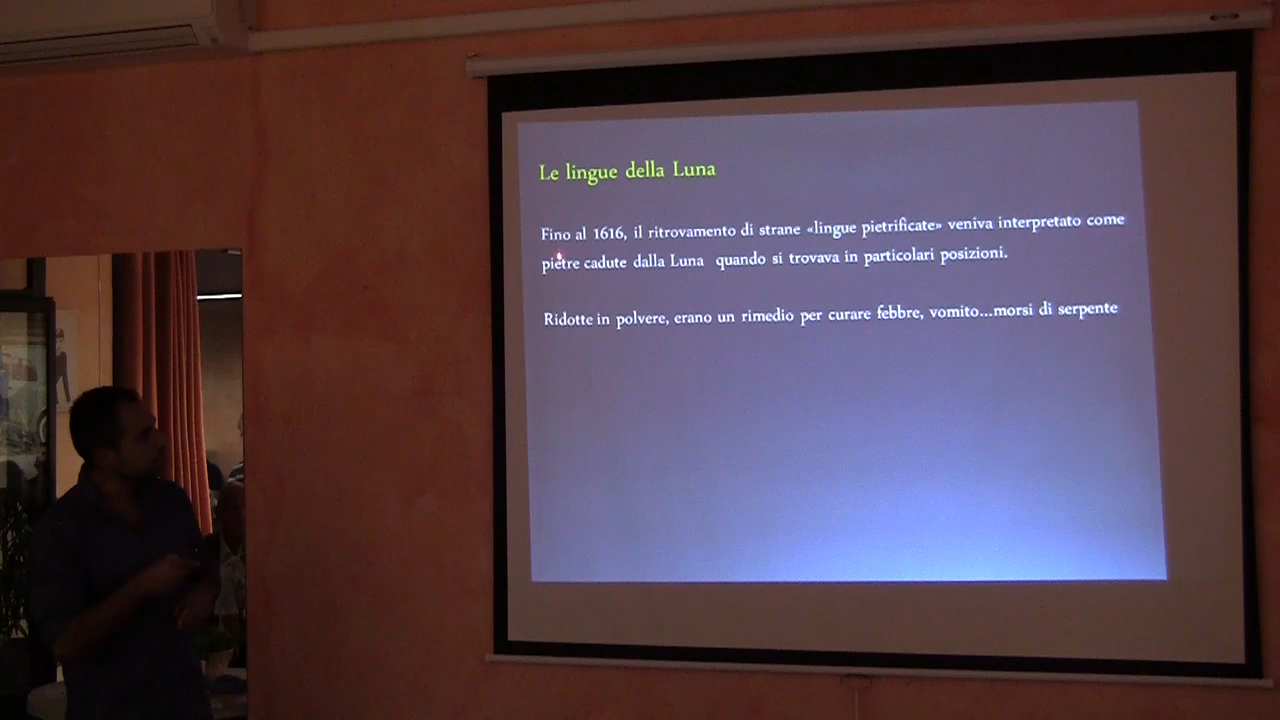 Le lingue della Luna
Fino al 1616, il ritrovamento di strane «lingue pietrificate» veniva interpretato come
pietre cadute dalla Luna quando si trovava in particolari posizioni.
Ridotte in polvere, erano un rimedio per curare febbre, vomito...morsi di serpente